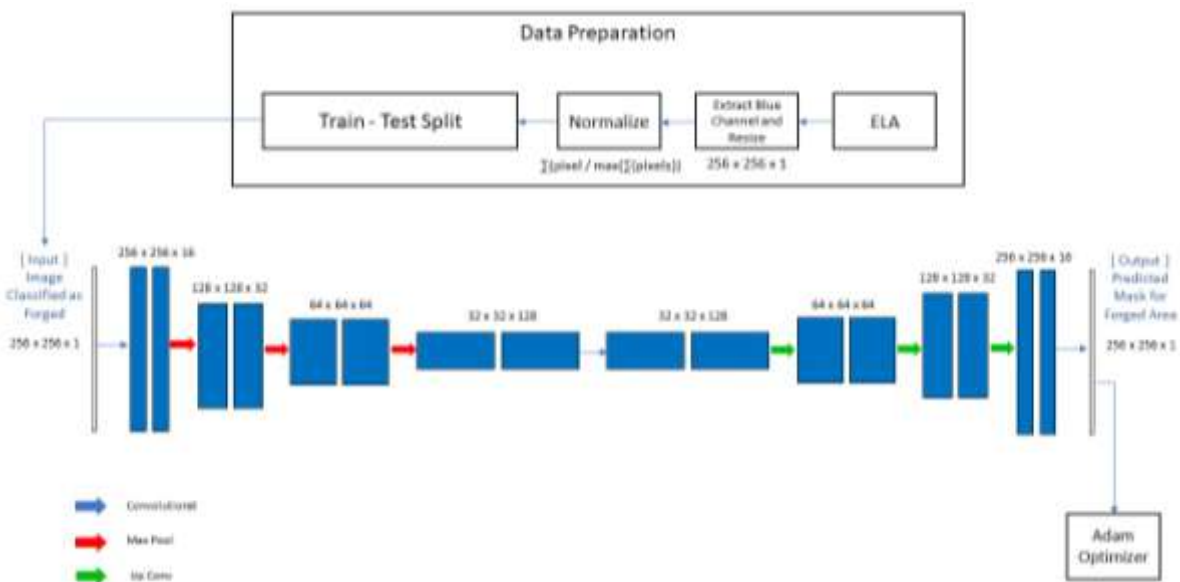 Data Preparation
Train - Test Split
Normalize
Extract Blue
Channel and
Resize
ELA
∑(pixel / max(∑(pixels))
256 x 256 x 1
[ Input ]
Image
Classified as
Forged
256 x 256 x 1
256 x 256 x 16
128 x 128 x 32
64 x 64 x 64
32 x 32 x 128
32 x 32 x 128
64 x 64 x 64
128 x 128 x 32
256 x 256 x 16
[ Output ]
Predicted
Mask for
Forged Area
256 x 256 x 1
Convolutional
Max Pool
Up Conv
Adam
Optimizer